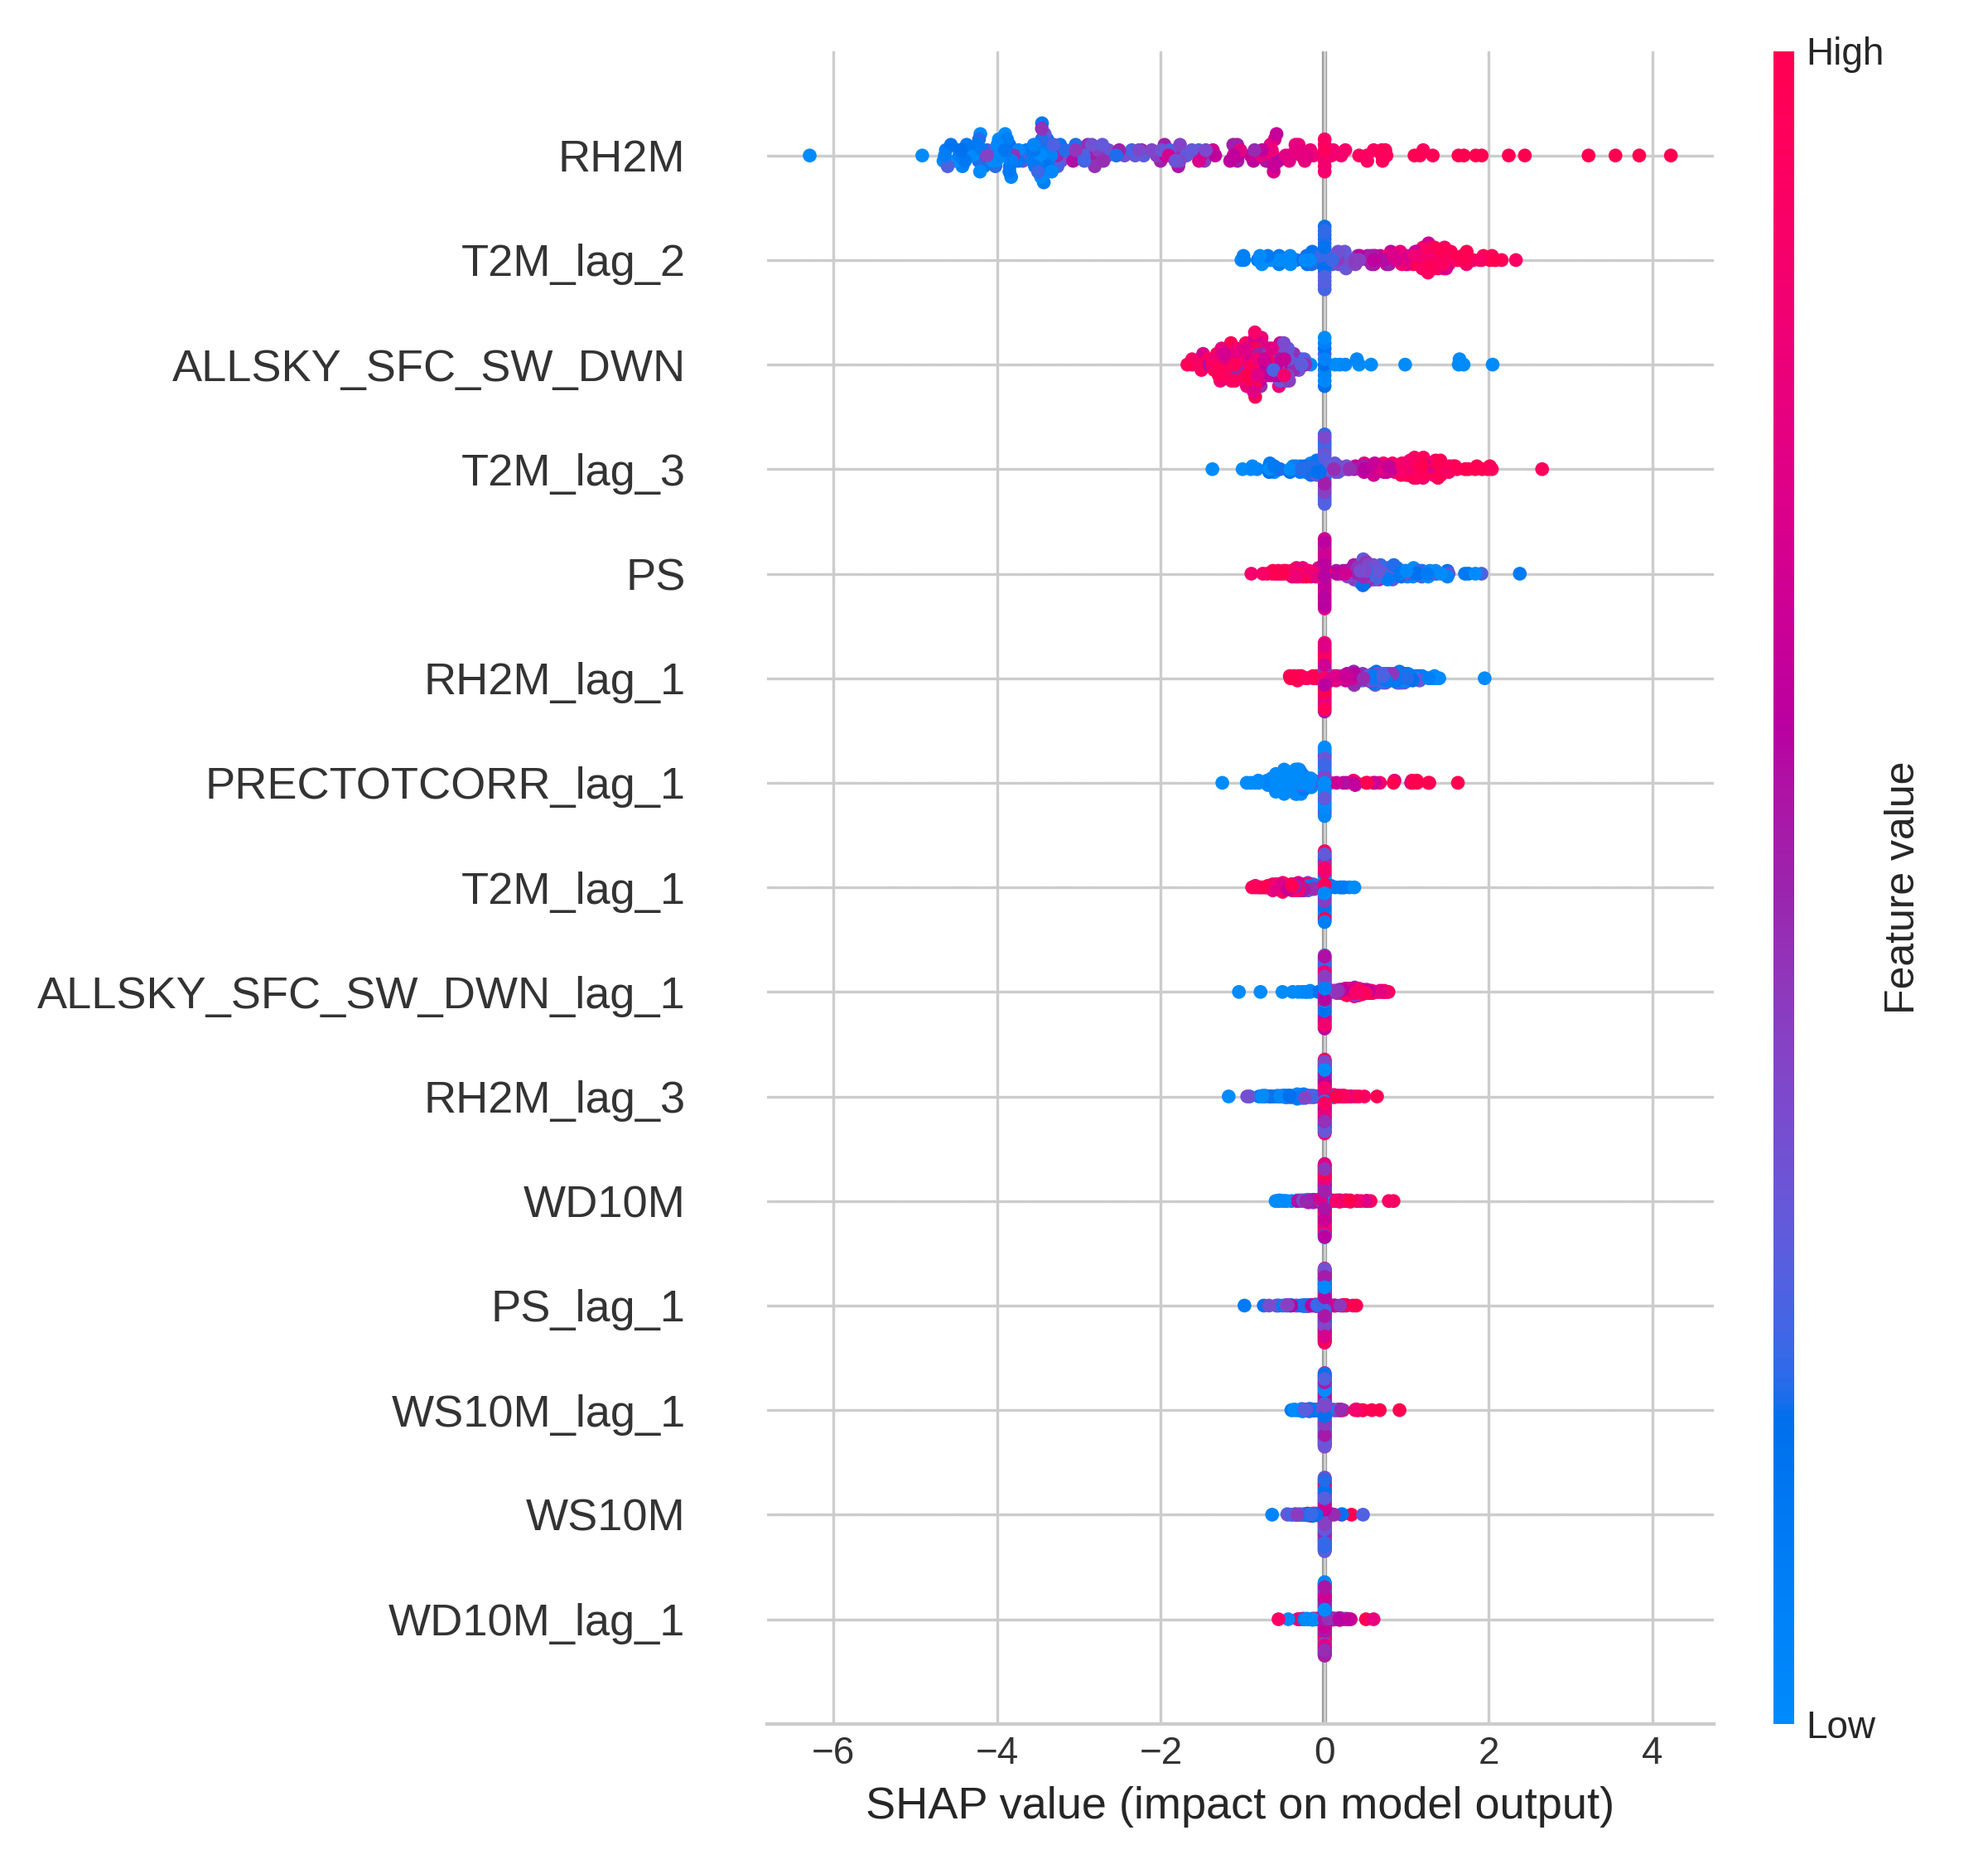 High
RH2M
T2M_lag_2
ALLSKY_SFC_SW_DWN
T2M_lag_3
PS
RH2M_lag_1
PRECTOTCORR_lag_1
T2M_lag_1
ALLSKY_SFC_SW_DWN_lag_1
RH2M_lag_3
WD10M
PS_lag_1
WS10M_lag_1
WS10M
WD10M_lag_1
Feature value
Low
−6 −4 −2 0 2 4
SHAP value (impact on model output)